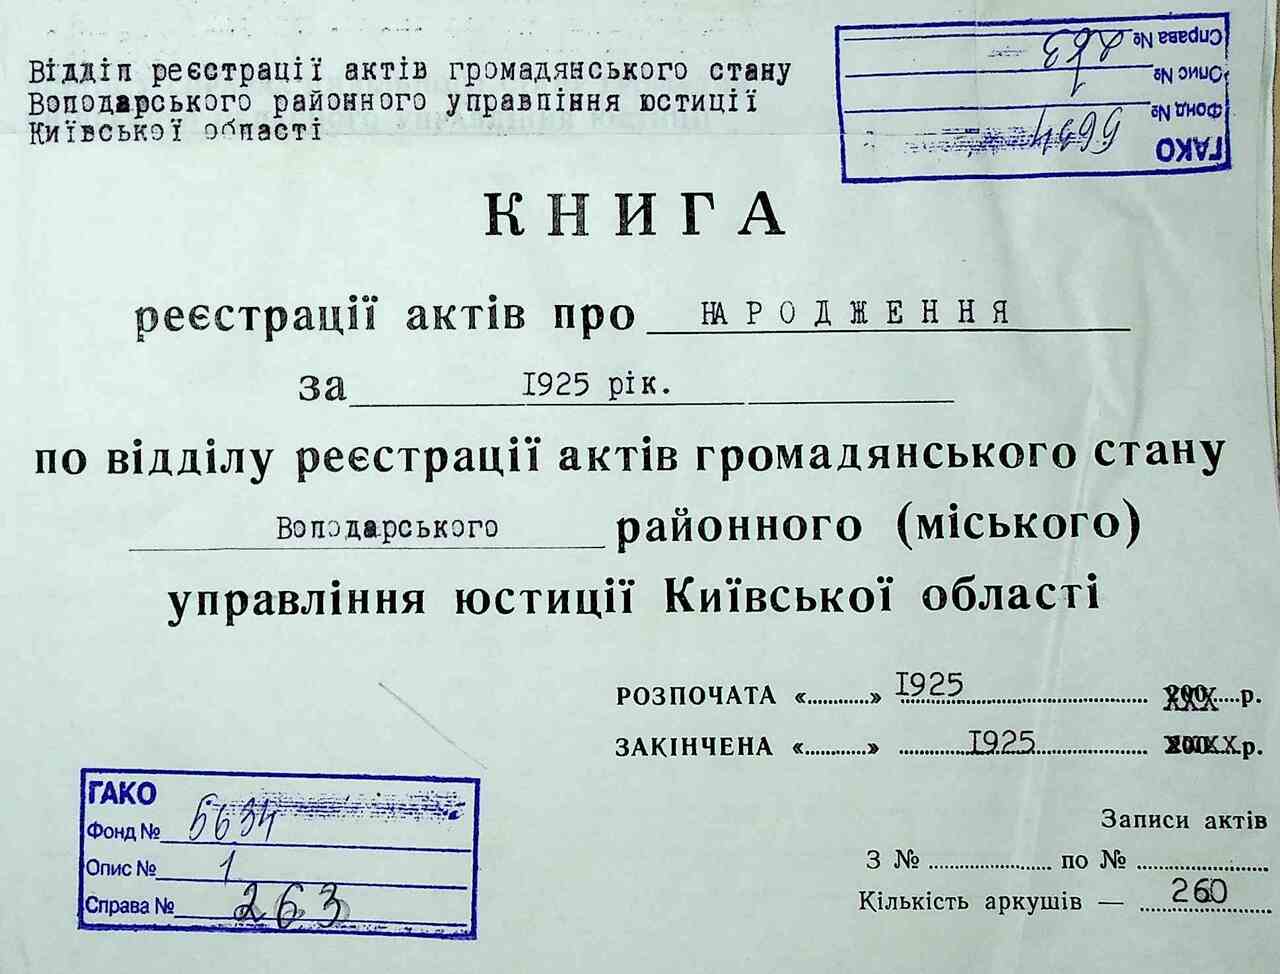 Відділ реєстрації актів громадянського стану
Володарського районного управління юстиції
Київської області
ГАКО
Фонд № 5634
Опис № 1
Справа № 263
КНИГА
реєстрації актів про НАРОДЖЕННЯ
за 1925 рік.
по відділу реєстрації актів громадянського стану
Володарського районного (міського)
управління юстиції Київської області
РОЗПОЧАТА «...........» 1925 200 р.
ЗАКІНЧЕНА «...........» 1925 200 р.
ГАКО
Фонд № 5634
Опис № 1
Справа № 263
Записи актів
З № .................... по № ....................
Кількість аркушів — 260